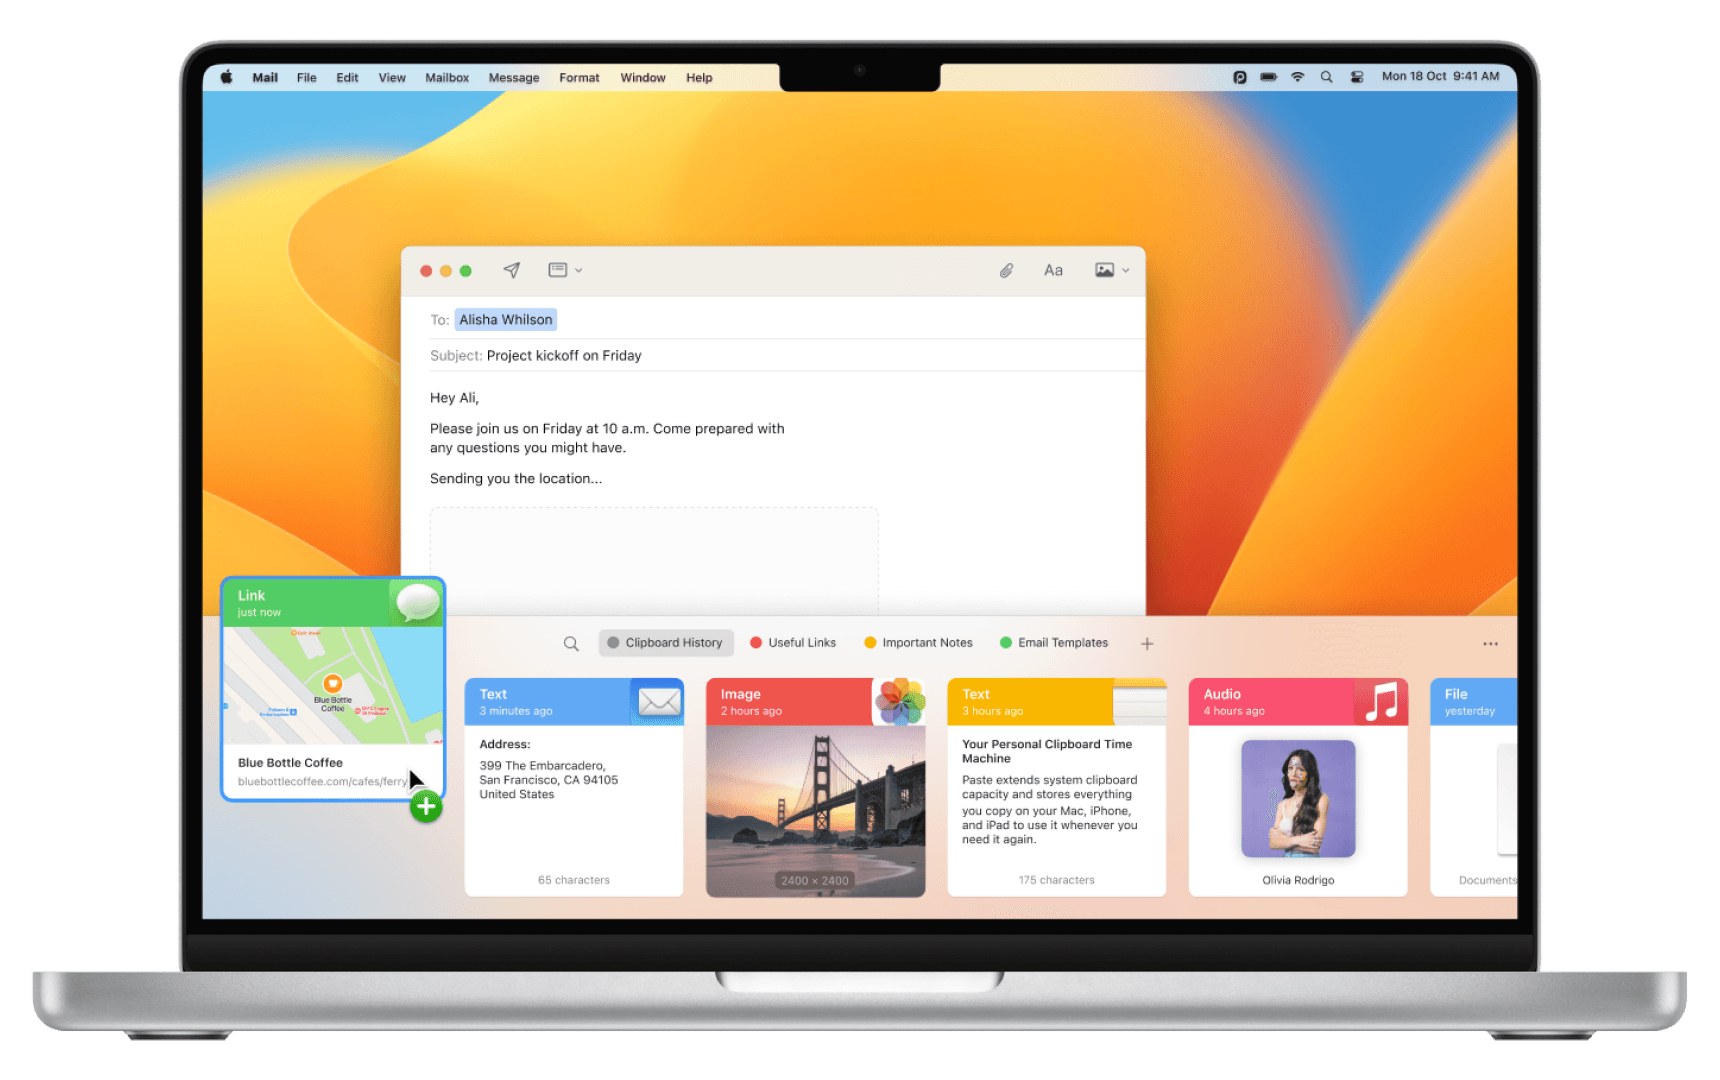 Mail File Edit View Mailbox Message Format Window Help
Mon 18 Oct 9:41 AM
Aa
To: Alisha Whilson
Subject: Project kickoff on Friday
Hey Ali,
Please join us on Friday at 10 a.m. Come prepared with
any questions you might have.
Sending you the location...
Link
just now
Blue Bottle
Coffee
Blue Bottle Coffee
bluebottlecoffee.com/cafes/ferry
Clipboard History Useful Links Important Notes Email Templates
Text
3 minutes ago
Address:
399 The Embarcadero,
San Francisco, CA 94105
United States
65 characters
Image
2 hours ago
2400 × 2400
Text
3 hours ago
Your Personal Clipboard Time
Machine
Paste extends system clipboard
capacity and stores everything
you copy on your Mac, iPhone,
and iPad to use it whenever you
need it again.
175 characters
Audio
4 hours ago
Olivia Rodrigo
File
yesterday
Documents